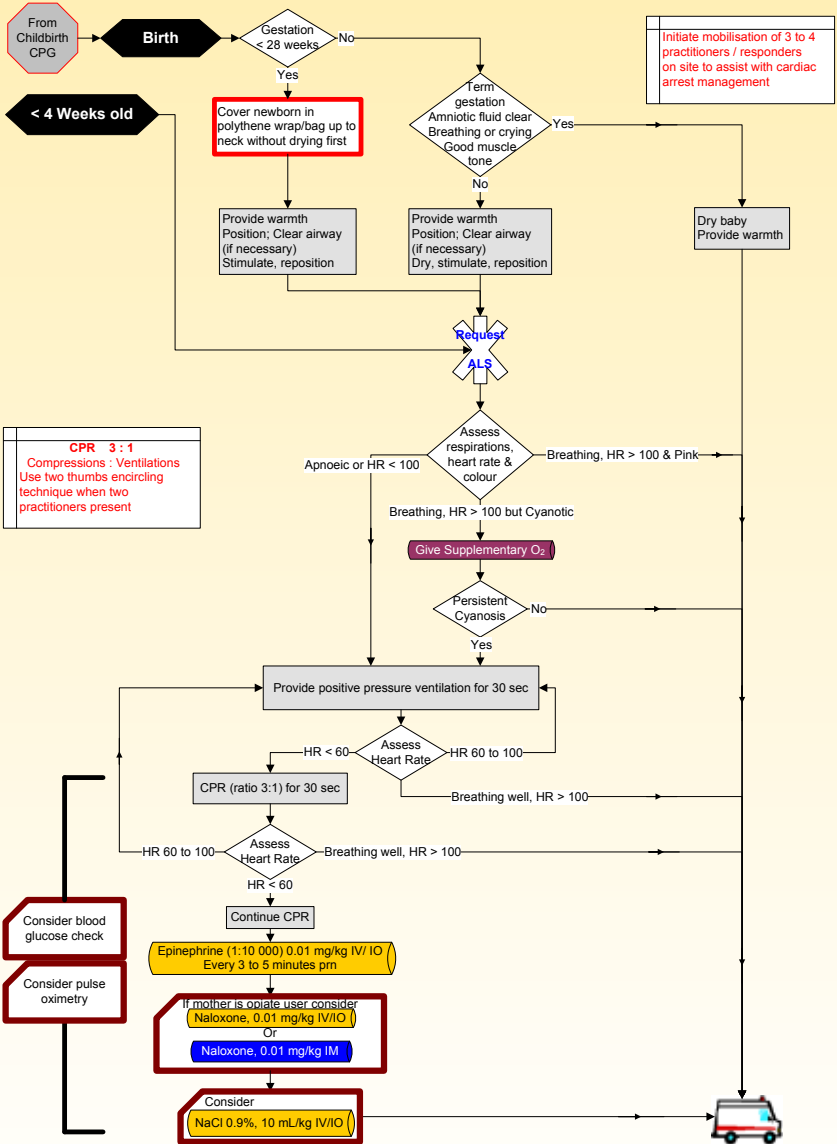 From
Childbirth
CPG
Birth
Gestation
< 28 weeks
No
Yes
Initiate mobilisation of 3 to 4
practitioners / responders
on site to assist with cardiac
arrest management
< 4 Weeks old
Cover newborn in
polythene wrap/bag up to
neck without drying first
Term
gestation
Amniotic fluid clear
Breathing or crying
Good muscle
tone
Yes
No
Provide warmth
Position; Clear airway
(if necessary)
Stimulate, reposition
Provide warmth
Position; Clear airway
(if necessary)
Dry, stimulate, reposition
Dry baby
Provide warmth
Request
ALS
CPR 3 : 1
Compressions : Ventilations
Use two thumbs encircling
technique when two
practitioners present
Assess
respirations,
heart rate &
colour
Apnoeic or HR < 100
Breathing, HR > 100 & Pink
Breathing, HR > 100 but Cyanotic
Give Supplementary O₂
Persistent
Cyanosis
No
Yes
Provide positive pressure ventilation for 30 sec
Assess
Heart Rate
HR < 60
HR 60 to 100
Breathing well, HR > 100
CPR (ratio 3:1) for 30 sec
Assess
Heart Rate
HR 60 to 100
Breathing well, HR > 100
HR < 60
Continue CPR
Consider blood
glucose check
Consider pulse
oximetry
Epinephrine (1:10 000) 0.01 mg/kg IV/ IO
Every 3 to 5 minutes prn
If mother is opiate user consider
Naloxone, 0.01 mg/kg IV/IO
Or
Naloxone, 0.01 mg/kg IM
Consider
NaCl 0.9%, 10 mL/kg IV/IO